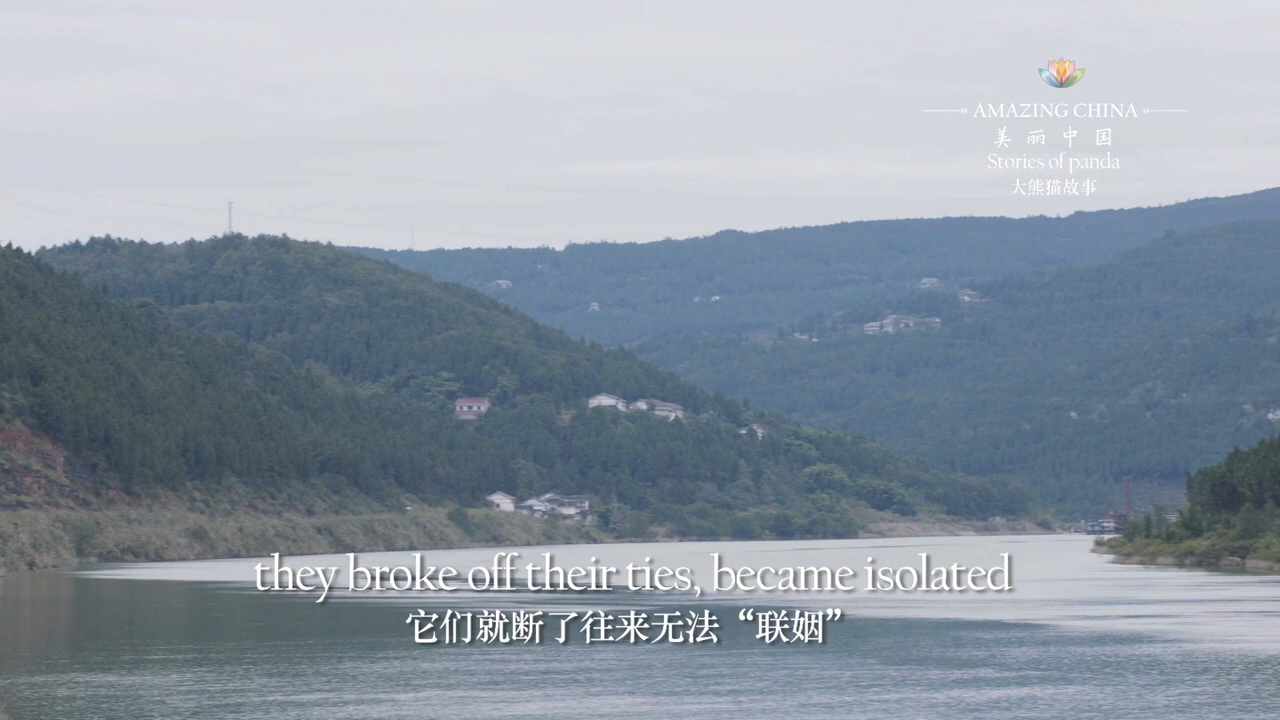 AMAZING CHINA
美丽中国
Stories of panda
大熊猫故事
they broke off their ties, became isolated
它们就断了往来无法“联姻”